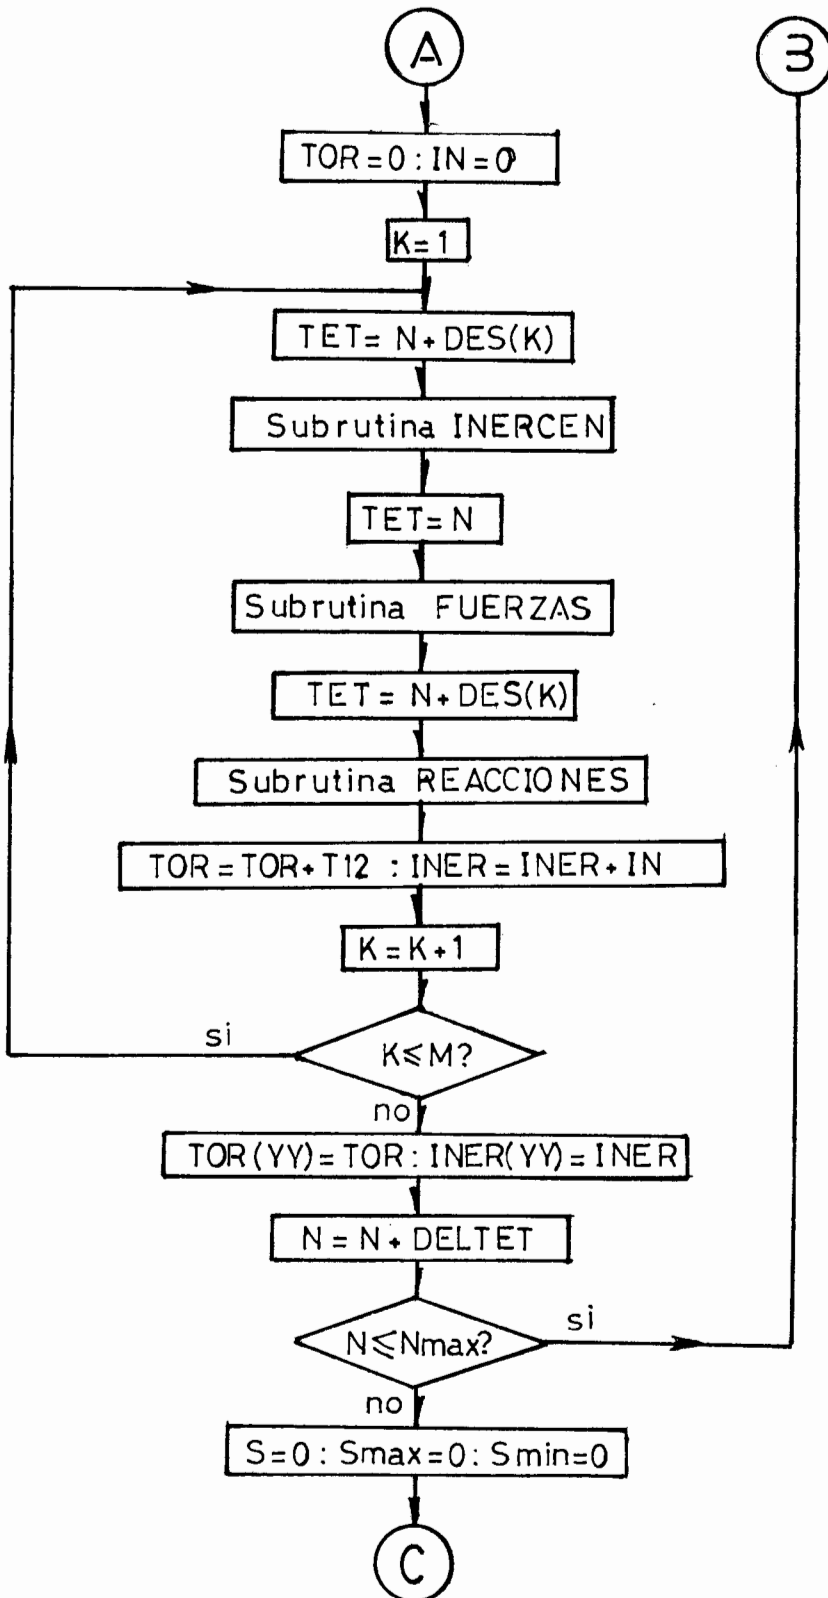 A
B
TOR=0 : IN=0
K=1
TET= N+DES(K)
Subrutina INERCEN
TET= N
Subrutina FUERZAS
TET = N+DES(K)
Subrutina REACCIONES
TOR=TOR+T12 : INER=INER+IN
K=K+1
si
K≤M?
no
TOR(YY)=TOR: INER(YY)=INER
N = N + DELTET
si
N≤Nmax?
no
S=0 : Smax=0: Smin=0
C